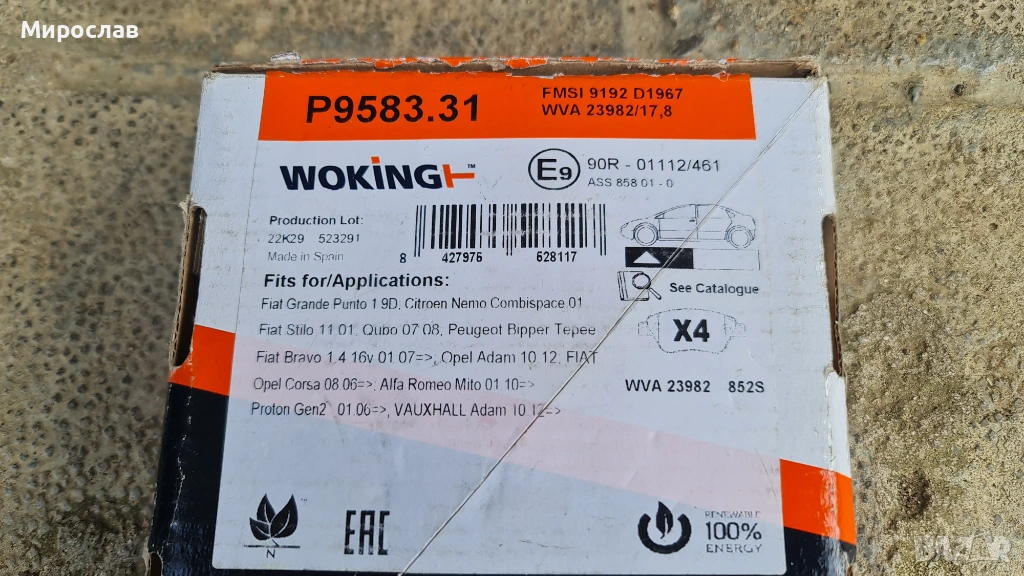 Мирослав
P9583.31
FMSI 9192 D1967
WVA 23982/17,8
WOKING™
E9
90R - 01112/461
ASS 858 01 - 0
Production Lot:
22K29 523291
Made in Spain
8 427976 628117
Fits for/Applications:
Fiat Grande Punto 1 9D, Citroen Nemo Combispace 01
Fiat Stilo 11 01, Qubo 07 08, Peugeot Bipper Tepee
Fiat Bravo 1.4 16v 01 07=>, Opel Adam 10 12, FIAT
Opel Corsa 08 06=>, Alfa Romeo Mito 01 10=>
Proton Gen2 01.06=>, VAUXHALL Adam 10 12=>
See Catalogue
X4
WVA 23982 852S
N
EAC
RENEWABLE
100%
ENERGY
BAZAR